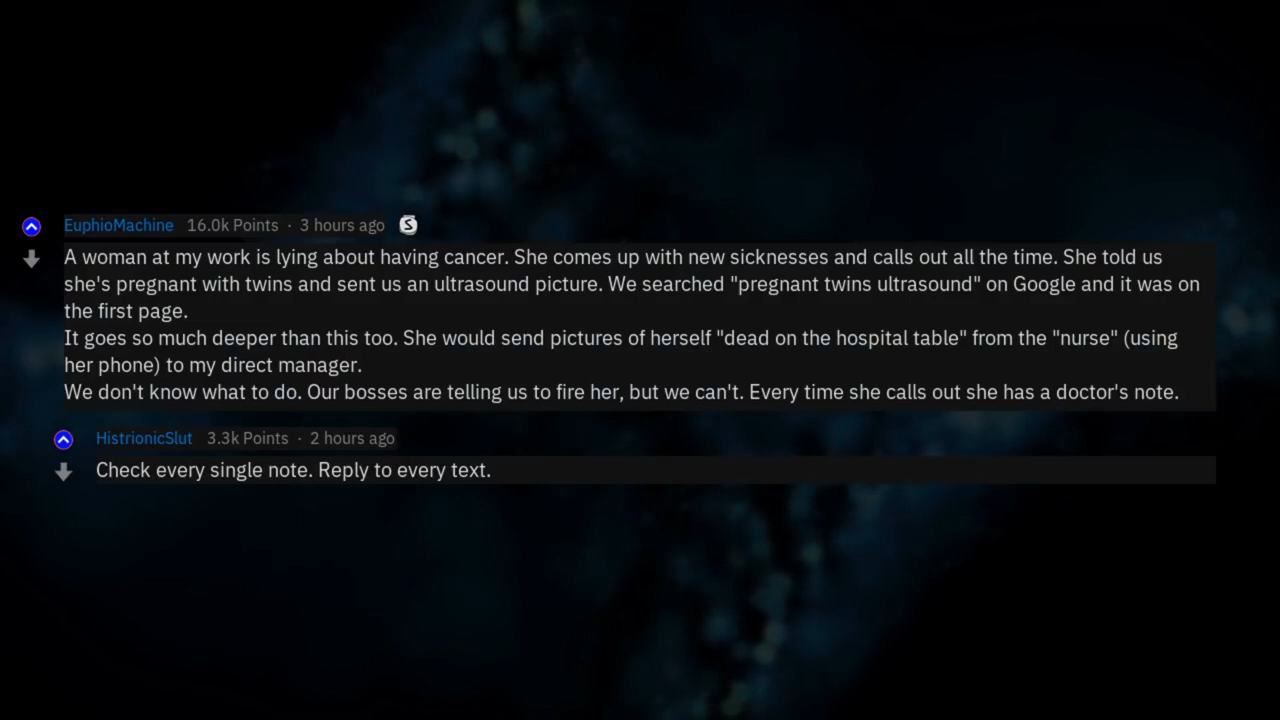 EuphioMachine 16.0k Points · 3 hours ago S
A woman at my work is lying about having cancer. She comes up with new sicknesses and calls out all the time. She told us
she's pregnant with twins and sent us an ultrasound picture. We searched "pregnant twins ultrasound" on Google and it was on
the first page.
It goes so much deeper than this too. She would send pictures of herself "dead on the hospital table" from the "nurse" (using
her phone) to my direct manager.
We don't know what to do. Our bosses are telling us to fire her, but we can't. Every time she calls out she has a doctor's note.
HistrionicSlut 3.3k Points · 2 hours ago
Check every single note. Reply to every text.